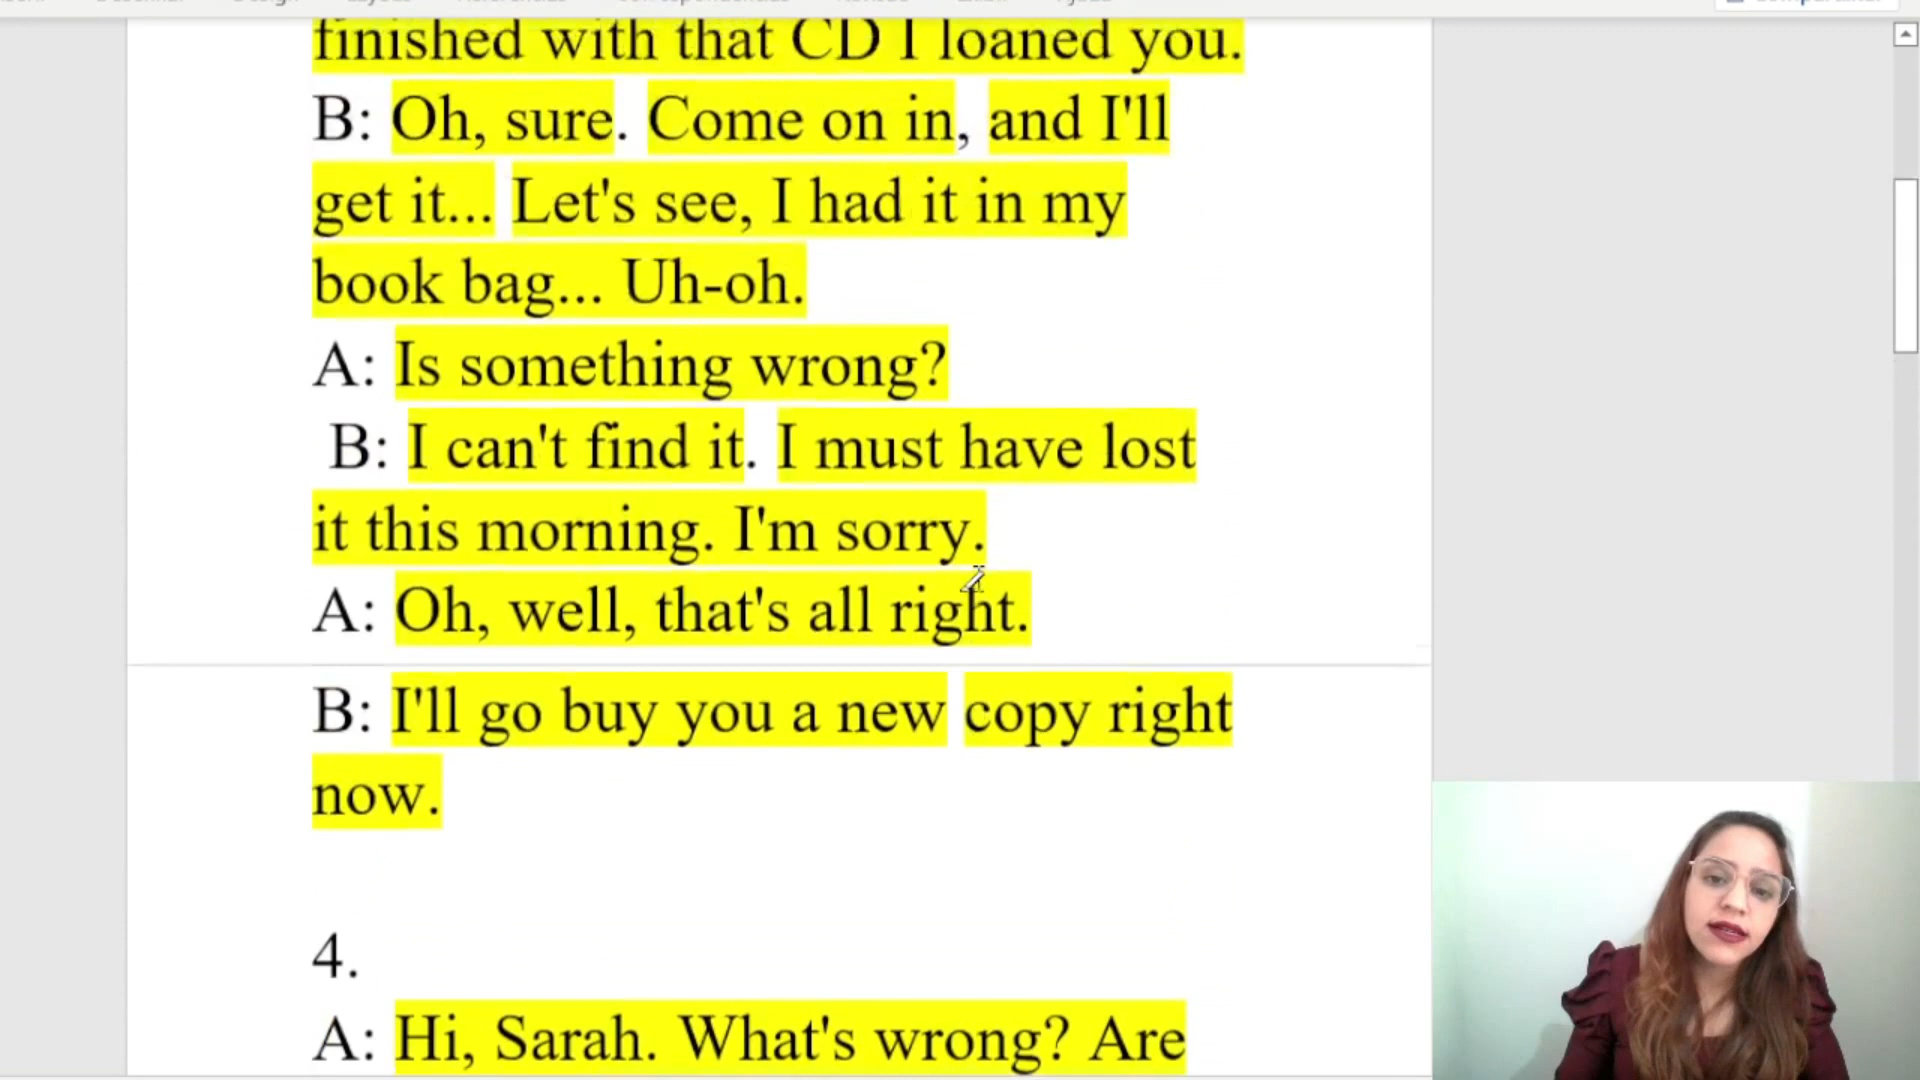 finished with that CD I loaned you.
B: Oh, sure. Come on in, and I'll
get it... Let's see, I had it in my
book bag... Uh-oh.
A: Is something wrong?
B: I can't find it. I must have lost
it this morning. I'm sorry.
A: Oh, well, that's all right.
B: I'll go buy you a new copy right
now.
4.
A: Hi, Sarah. What's wrong? Are